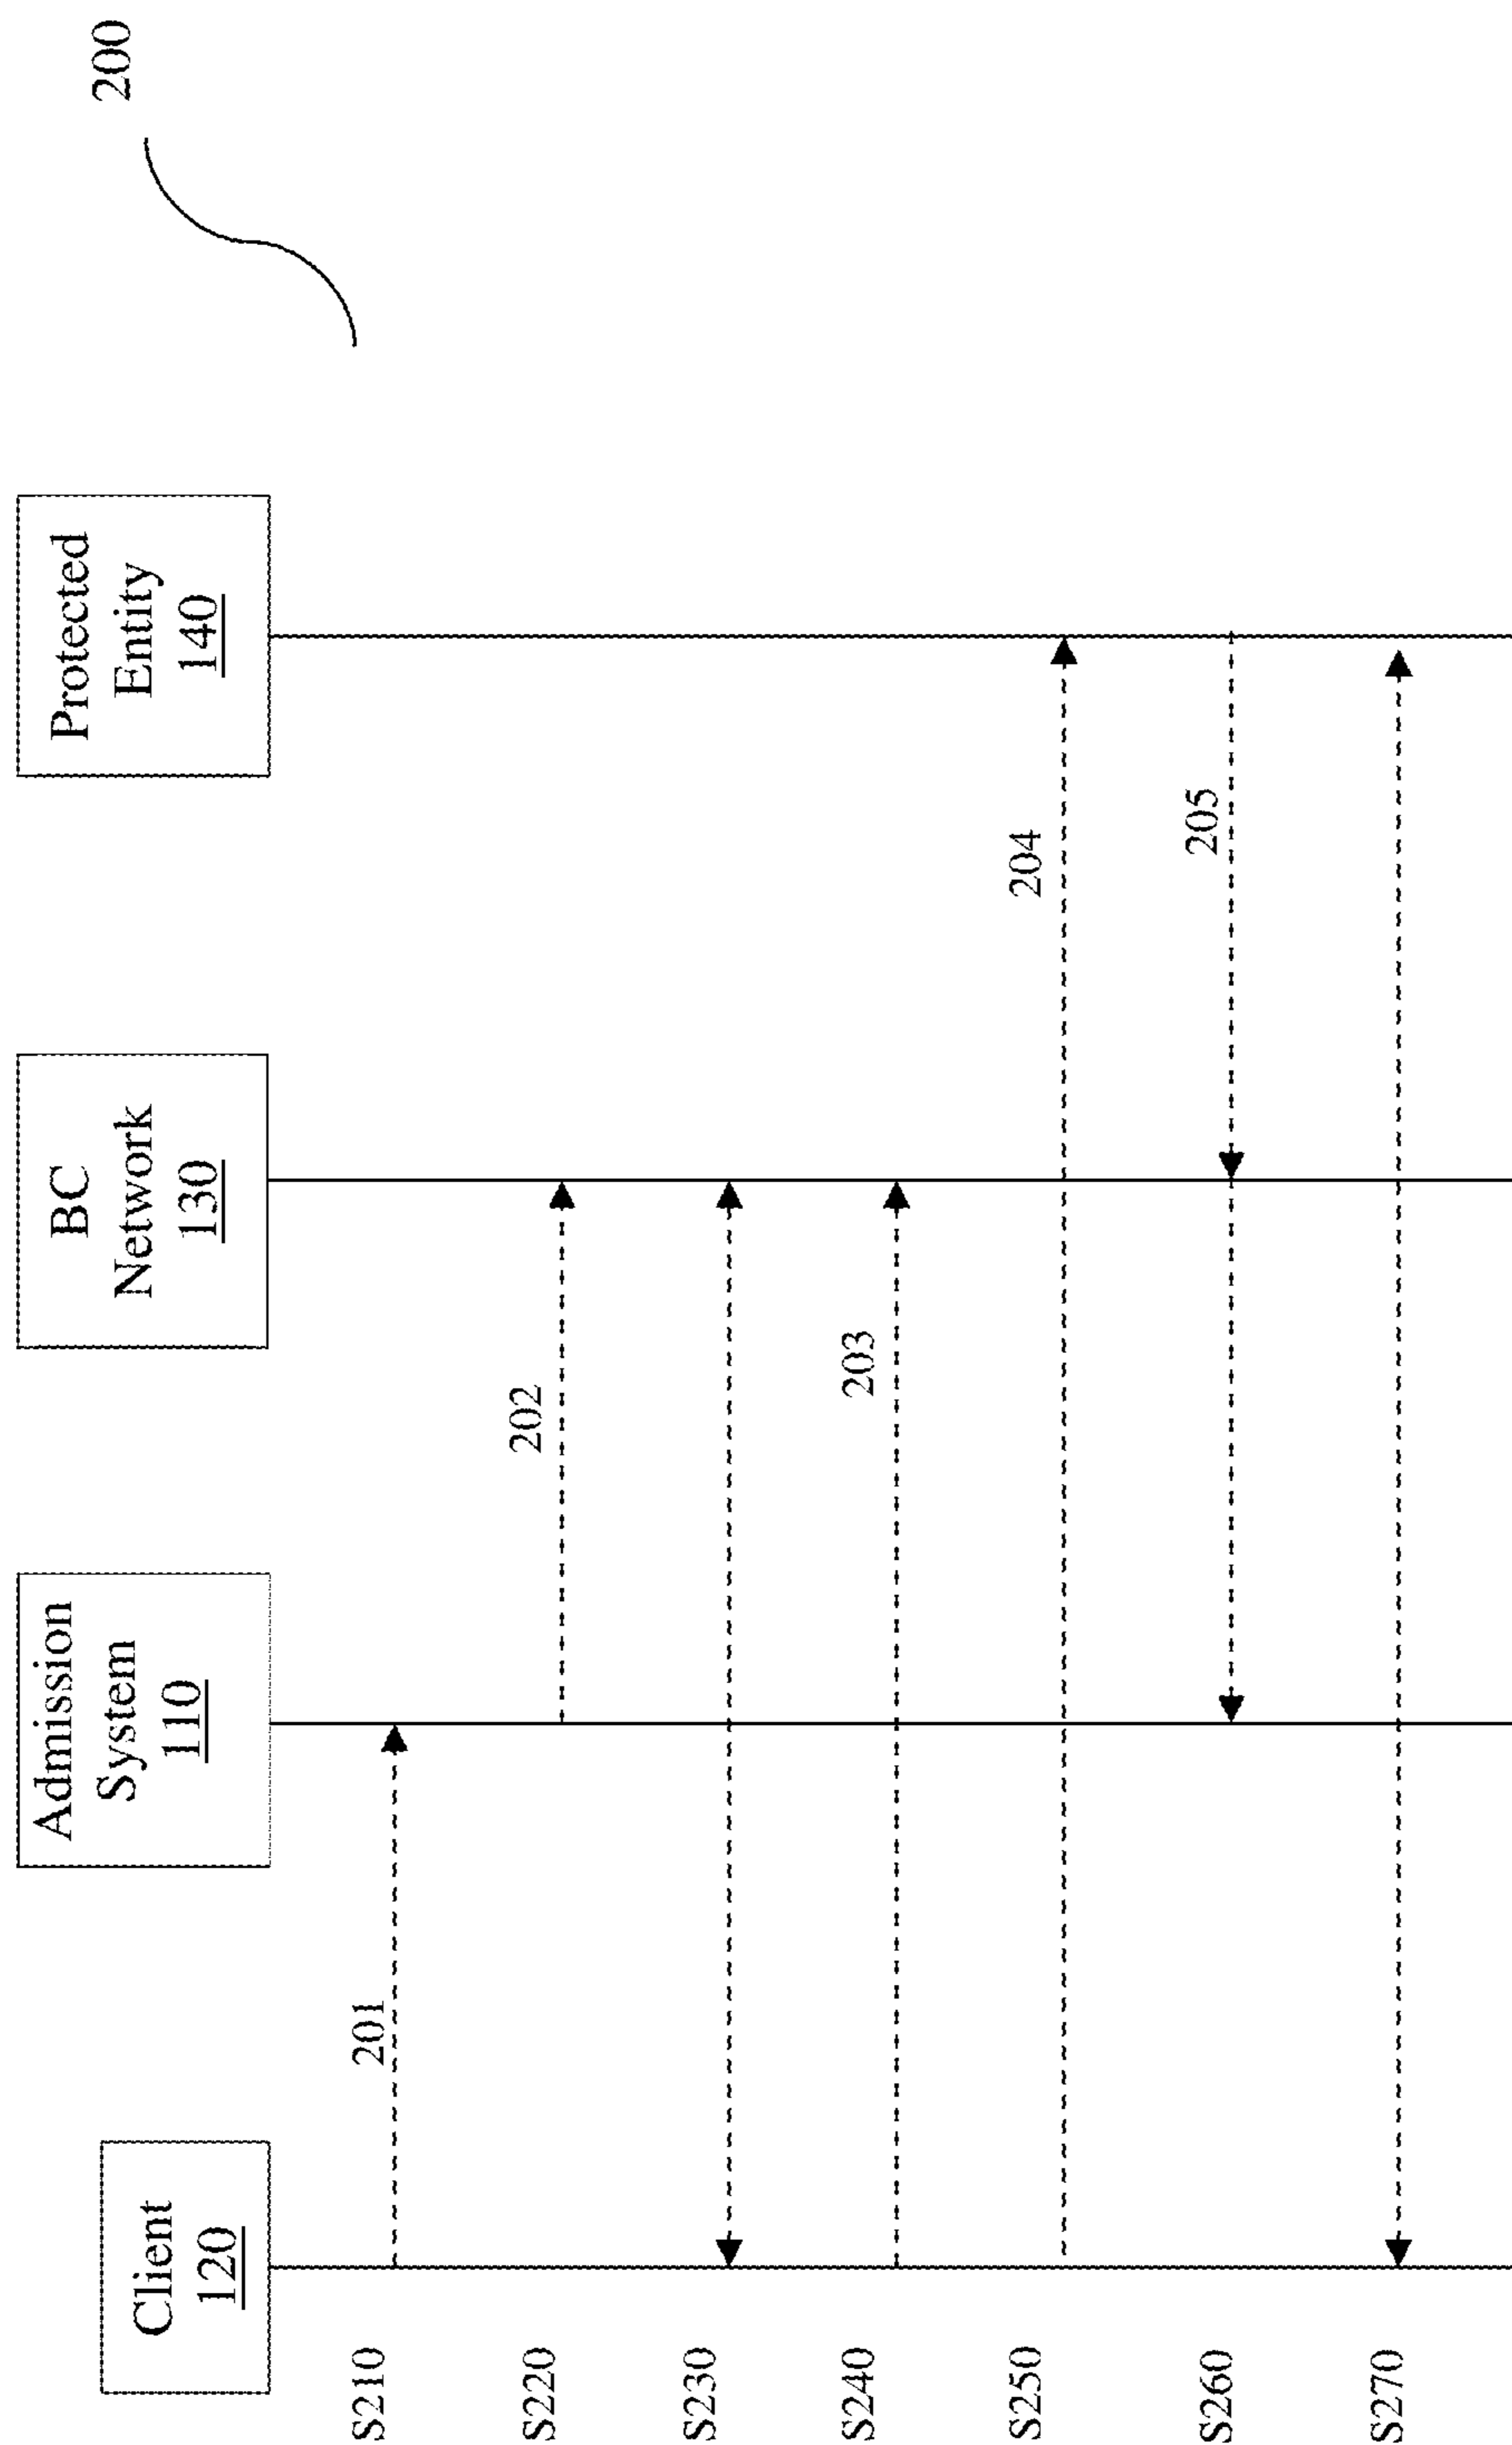 200
Client
120
Admission
System
110
BC
Network
130
Protected
Entity
140
S210
201
S220
202
S230
S240
203
S250
204
S260
205
S270